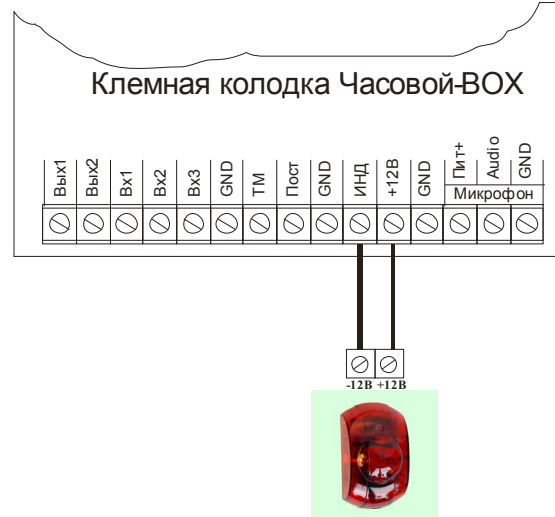 Клемная колодка Часовой-BOX
Вых1 Вых2 Вх1 Вх2 Вх3 GND ТМ Пост GND ИНД +12В GND Пит+ Audio GND
Микрофон
-12В +12В